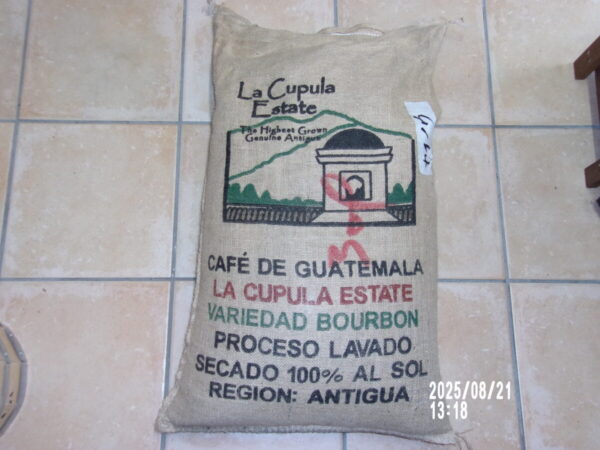 La Cupula
Estate
The Highest Grown
Genuine Antigua
CAFÉ DE GUATEMALA
LA CUPULA ESTATE
VARIEDAD BOURBON
PROCESO LAVADO
SECADO 100% AL SOL
REGION: ANTIGUA
2025/08/21
13:18